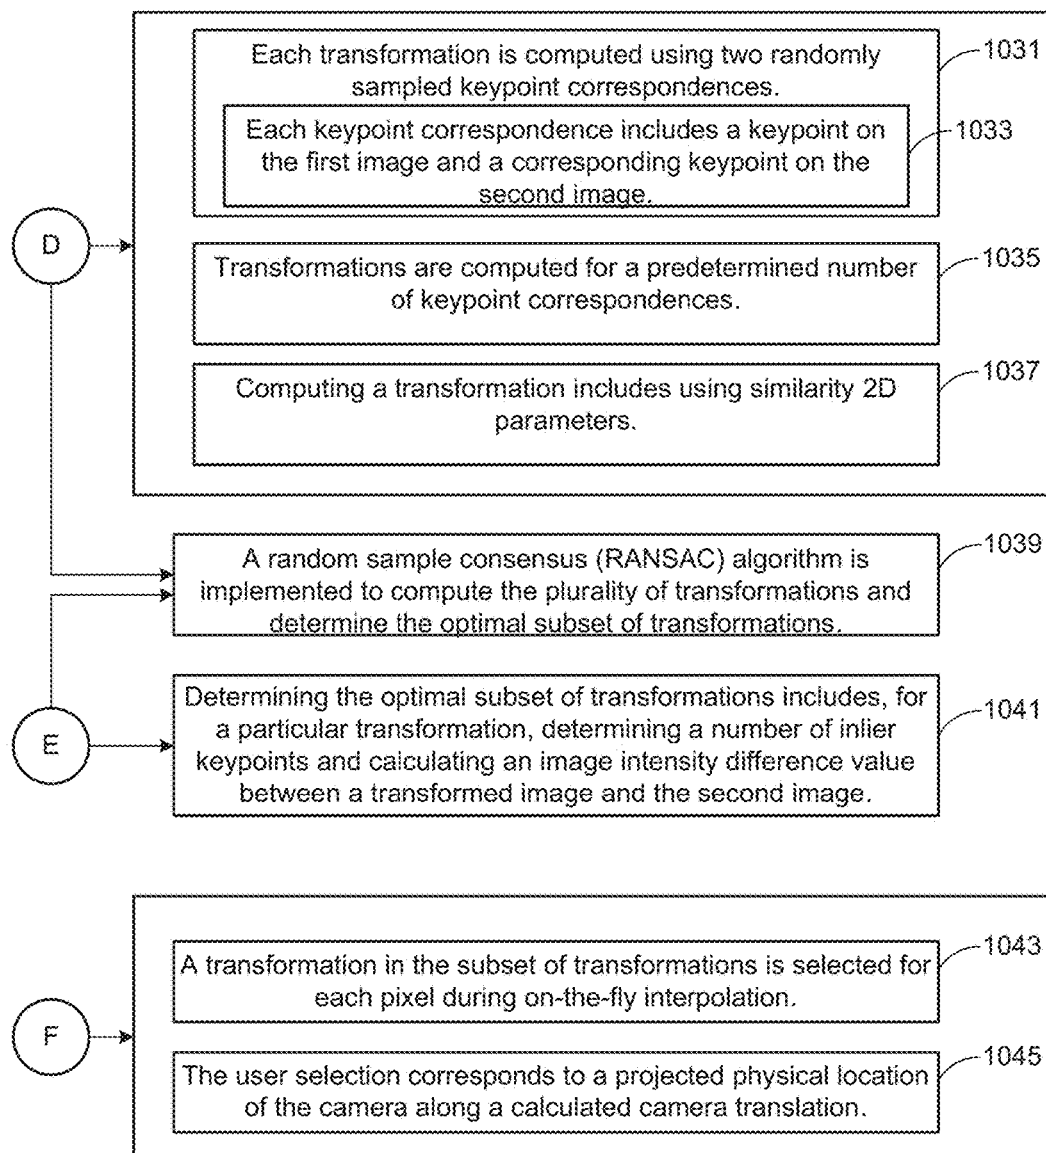 Each transformation is computed using two randomly
sampled keypoint correspondences.
1031
Each keypoint correspondence includes a keypoint on
the first image and a corresponding keypoint on the
second image.
1033
D
Transformations are computed for a predetermined number
of keypoint correspondences.
1035
Computing a transformation includes using similarity 2D
parameters.
1037
A random sample consensus (RANSAC) algorithm is
implemented to compute the plurality of transformations and
determine the optimal subset of transformations.
1039
E
Determining the optimal subset of transformations includes, for
a particular transformation, determining a number of inlier
keypoints and calculating an image intensity difference value
between a transformed image and the second image.
1041
F
A transformation in the subset of transformations is selected for
each pixel during on-the-fly interpolation.
1043
The user selection corresponds to a projected physical location
of the camera along a calculated camera translation.
1045